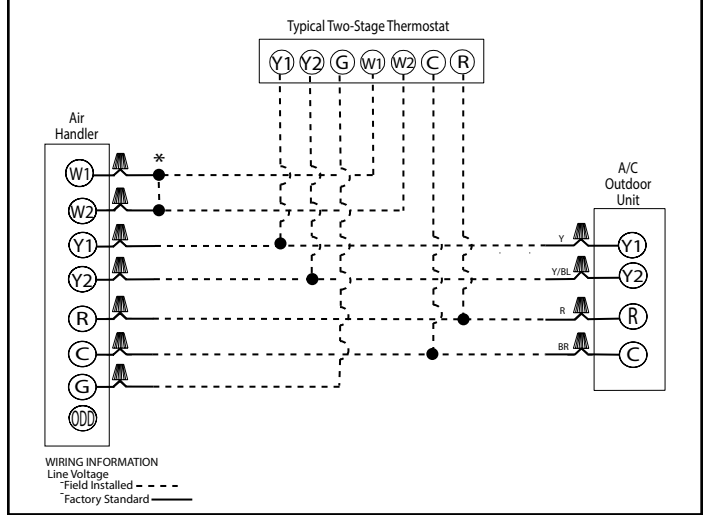 Typical Two-Stage Thermostat
Y1 Y2 G W1 W2 C R
Air
Handler
*
W1
W2
Y1
Y2
R
C
G
ODD
A/C
Outdoor
Unit
Y Y1
Y/BL Y2
R R
BR C
WIRING INFORMATION
Line Voltage
-Field Installed
-Factory Standard